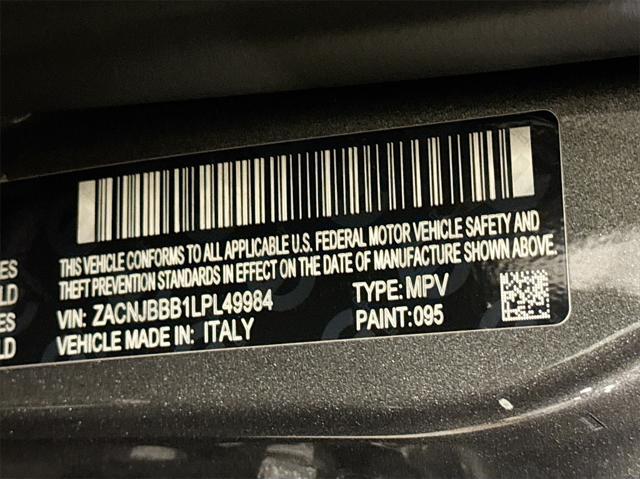 THIS VEHICLE CONFORMS TO ALL APPLICABLE U.S. FEDERAL MOTOR VEHICLE SAFETY AND
THEFT PREVENTION STANDARDS IN EFFECT ON THE DATE OF MANUFACTURE SHOWN ABOVE.
VIN: ZACNJBBB1LPL49984 TYPE: MPV
VEHICLE MADE IN: ITALY PAINT: 095